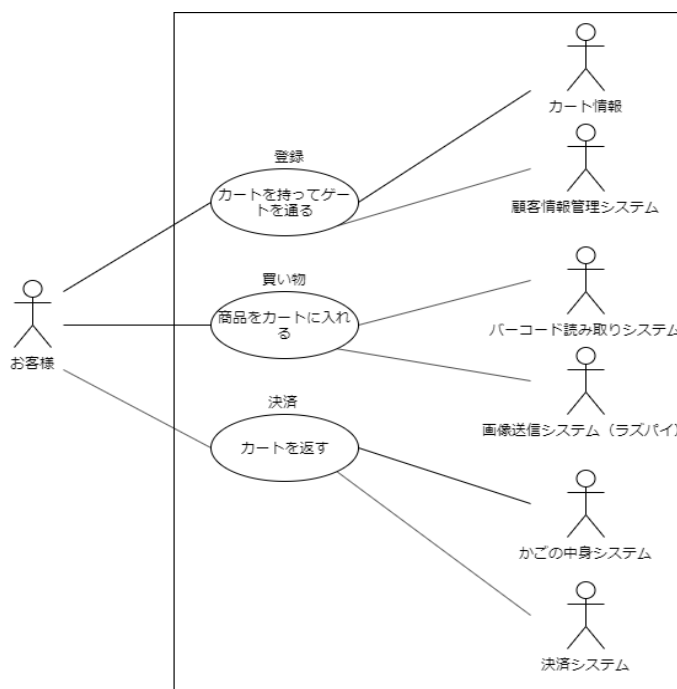 カート情報
登録
カートを持ってゲー
トを通る
顧客情報管理システム
買い物
商品をカートに入れ
る
バーコード読み取りシステム
お客様
決済
画像送信システム（ラズパイ）
カートを返す
かごの中身システム
決済システム